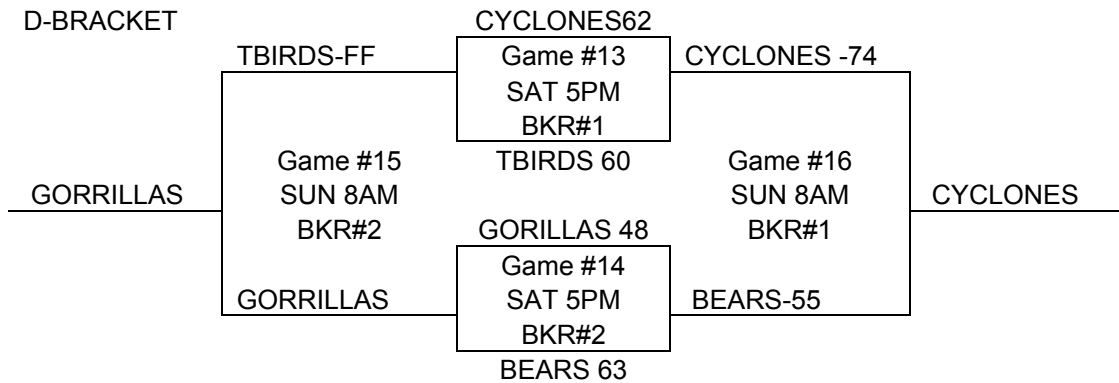 D-BRACKET
CYCLONES62
TBIRDS-FF
Game #13
CYCLONES -74
SAT 5PM
BKR#1
Game #15
TBIRDS 60
Game #16
GORRILLAS
SUN 8AM
SUN 8AM
CYCLONES
BKR#2
GORILLAS 48
BKR#1
Game #14
GORRILLAS
SAT 5PM
BEARS-55
BKR#2
BEARS 63